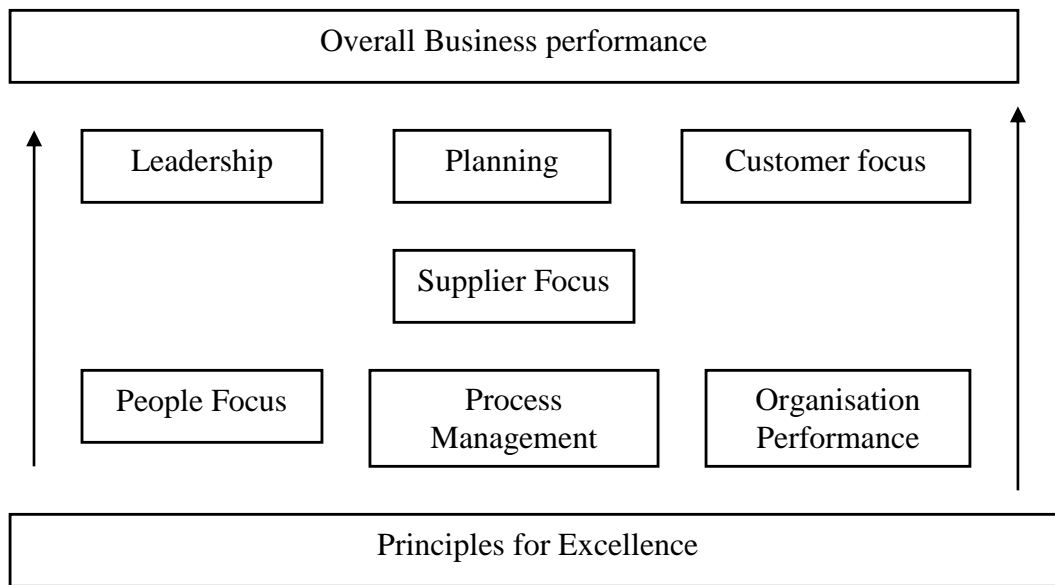 Overall Business performance
Leadership
Planning
Customer focus
Supplier Focus
People Focus
Process
Management
Organisation
Performance
Principles for Excellence